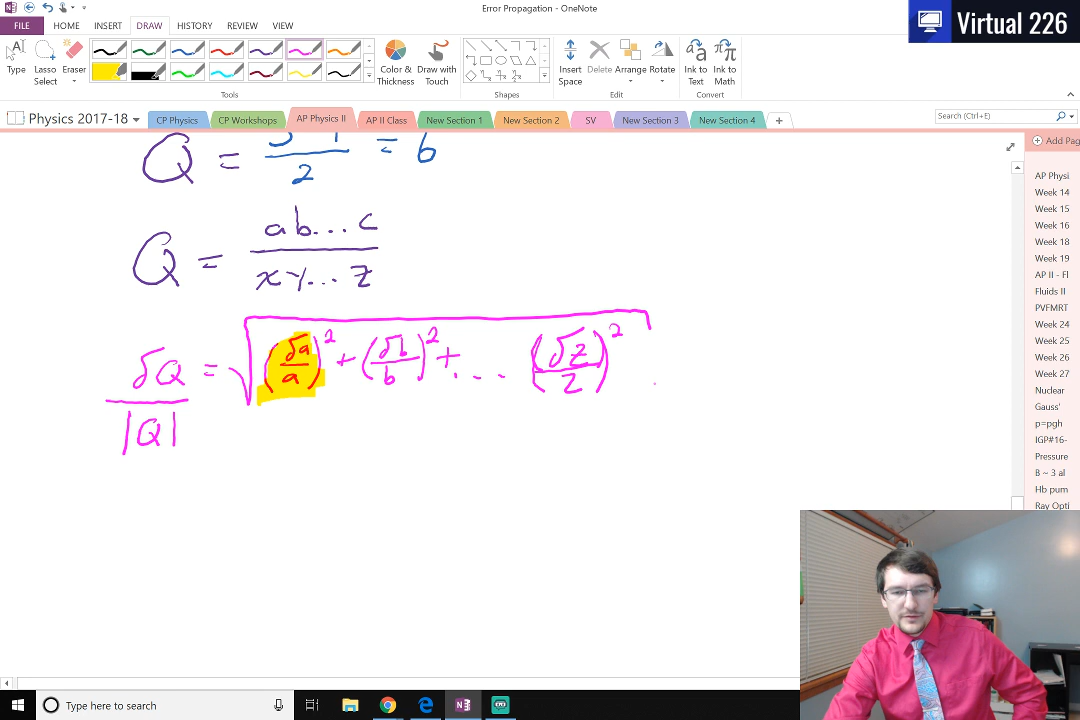 Error Propagation - OneNote
Virtual 226
FILE HOME INSERT DRAW HISTORY REVIEW VIEW
Type
Lasso Select
Eraser
Color & Thickness
Draw with Touch
Insert Space
Delete
Arrange
Rotate
Ink to Text
Ink to Math
Tools
Shapes
Edit
Convert
Physics 2017-18
CP Physics
CP Workshops
AP Physics II
AP II Class
New Section 1
New Section 2
SV
New Section 3
New Section 4
Search (Ctrl+E)
Add Pag
AP Physi
Week 14
Week 15
Week 16
Week 18
Week 19
AP II - Fl
Fluids II
PVFMRT
Week 24
Week 25
Week 26
Week 27
Nuclear
Gauss'
p=pgh
IGP#16-
Pressure
B ~ 3 al
Hb pum
Ray Opti
Q = / 2 = 6
Q = ab...c / xy...z
δQ / |Q| = √(δa/a)² + (δb/b)² + ... (δz/z)²
Type here to search